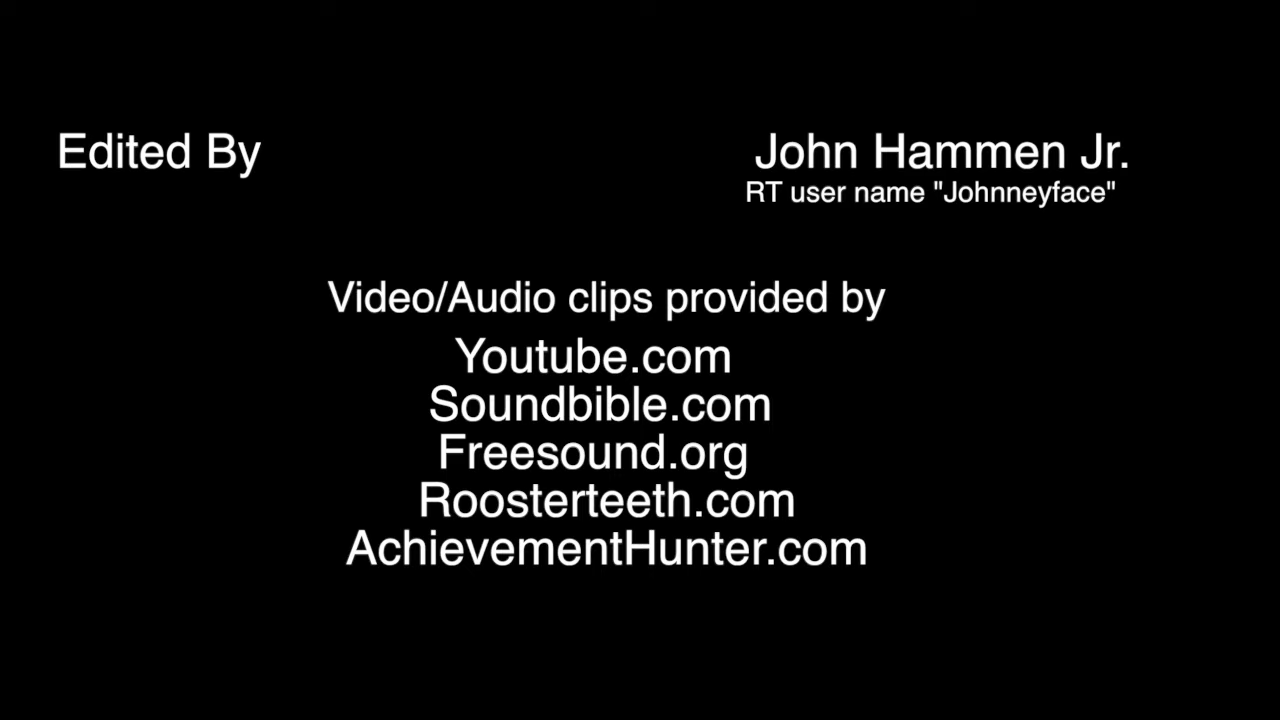 Edited By John Hammen Jr.
RT user name "Johnneyface"
Video/Audio clips provided by
Youtube.com
Soundbible.com
Freesound.org
Roosterteeth.com
AchievementHunter.com